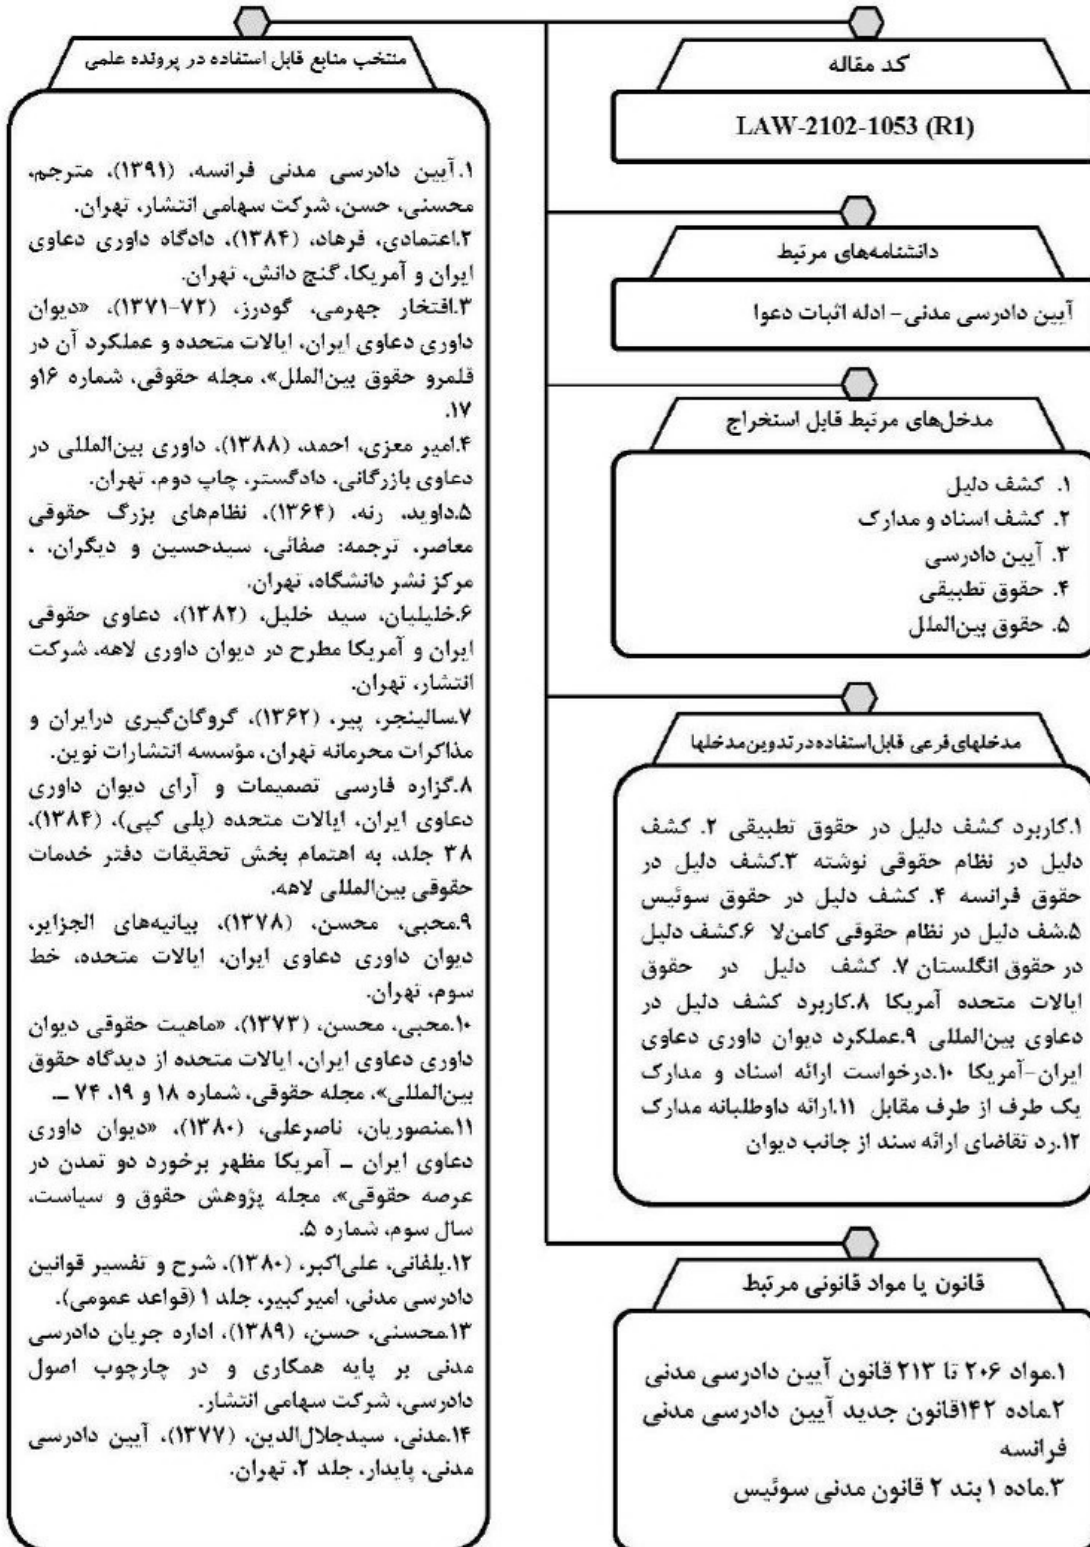 کد مقاله
LAW-2102-1053 (R1)
دانشنامه‌های مرتبط
آیین دادرسی مدنی- ادله اثبات دعوا
مدخل‌های مرتبط قابل استخراج
۱. کشف دلیل
۲. کشف اسناد و مدارک
۳. آیین دادرسی
۴. حقوق تطبیقی
۵. حقوق بین‌الملل
مدخلهای فرعی قابل‌استفاده‌در‌تدوین‌مدخلها
۱.کاربرد کشف دلیل در حقوق تطبیقی ۲. کشف
دلیل در نظام حقوقی نوشته ۳.کشف دلیل در
حقوق فرانسه ۴. کشف دلیل در حقوق سوئیس
۵.شف دلیل در نظام حقوقی کامن‌لا ۶.کشف دلیل
در حقوق انگلستان ۷. کشف دلیل در حقوق
ایالات متحده آمریکا ۸.کاربرد کشف دلیل در
دعاوی بین‌المللی ۹.عملکرد دیوان داوری دعاوی
ایران-آمریکا ۱۰.درخواست ارائه اسناد و مدارک
یک طرف از طرف مقابل ۱۱.ارائه داوطلبانه مدارک
۱۲.رد تقاضای ارائه سند از جانب دیوان
قانون یا مواد قانونی مرتبط
۱.مواد ۲۰۶ تا ۲۱۳ قانون آیین دادرسی مدنی
۲.ماده ۱۴۲قانون جدید آیین دادرسی مدنی
فرانسه
۳.ماده ۱ بند ۲ قانون مدنی سوئیس
منتخب منابع قابل استفاده در پرونده علمی
۱.آیین دادرسی مدنی فرانسه، (۱۳۹۱)، مترجم،
محسنی، حسن، شرکت سهامی انتشار، تهران.
۲.اعتمادی، فرهاد، (۱۳۸۴)، دادگاه داوری دعاوی
ایران و آمریکا، گنج دانش، تهران.
۳.افتخار جهرمی، گودرز، (۷۲-۱۳۷۱)، «دیوان
داوری دعاوی ایران، ایالات متحده و عملکرد آن در
قلمرو حقوق بین‌الملل»، مجله حقوقی، شماره ۱۶و
۱۷.
۴.امیر معزی، احمد، (۱۳۸۸)، داوری بین‌المللی در
دعاوی بازرگانی، دادگستر، چاپ دوم، تهران.
۵.داوید، رنه، (۱۳۶۴)، نظام‌های بزرگ حقوقی
معاصر، ترجمه: صفائی، سیدحسین و دیگران، ،
مرکز نشر دانشگاه، تهران.
۶.خلیلیان، سید خلیل، (۱۳۸۲)، دعاوی حقوقی
ایران و آمریکا مطرح در دیوان داوری لاهه، شرکت
انتشار، تهران.
۷.سالینجر، پیر، (۱۳۶۲)، گروگان‌گیری درایران و
مذاکرات محرمانه تهران، مؤسسه انتشارات نوین.
۸.گزاره فارسی تصمیمات و آرای دیوان داوری
دعاوی ایران، ایالات متحده (پلی کپی)، (۱۳۸۴)،
۳۸ جلد، به اهتمام بخش تحقیقات دفتر خدمات
حقوقی بین‌المللی لاهه.
۹.محبی، محسن، (۱۳۷۸)، بیانیه‌های الجزایر،
دیوان داوری دعاوی ایران، ایالات متحده، خط
سوم، تهران.
۱۰.محبی، محسن، (۱۳۷۳)، «ماهیت حقوقی دیوان
داوری دعاوی ایران، ایالات متحده از دیدگاه حقوق
بین‌المللی»، مجله حقوقی، شماره ۱۸ و ۱۹، ۷۴ ــ
۱۱.منصوریان، ناصرعلی، (۱۳۸۰)، «دیوان داوری
دعاوی ایران ــ آمریکا مظهر برخورد دو تمدن در
عرصه حقوقی»، مجله پژوهش حقوق و سیاست،
سال سوم، شماره ۵.
۱۲.یلفانی، علی‌اکبر، (۱۳۸۰)، شرح و تفسیر قوانین
دادرسی مدنی، امیرکبیر، جلد ۱ (قواعد عمومی).
۱۳.محسنی، حسن، (۱۳۸۹)، اداره جریان دادرسی
مدنی بر پایه همکاری و در چارچوب اصول
دادرسی، شرکت سهامی انتشار.
۱۴.مدنی، سیدجلال‌الدین، (۱۳۷۷)، آیین دادرسی
مدنی، پایدار، جلد ۲، تهران.